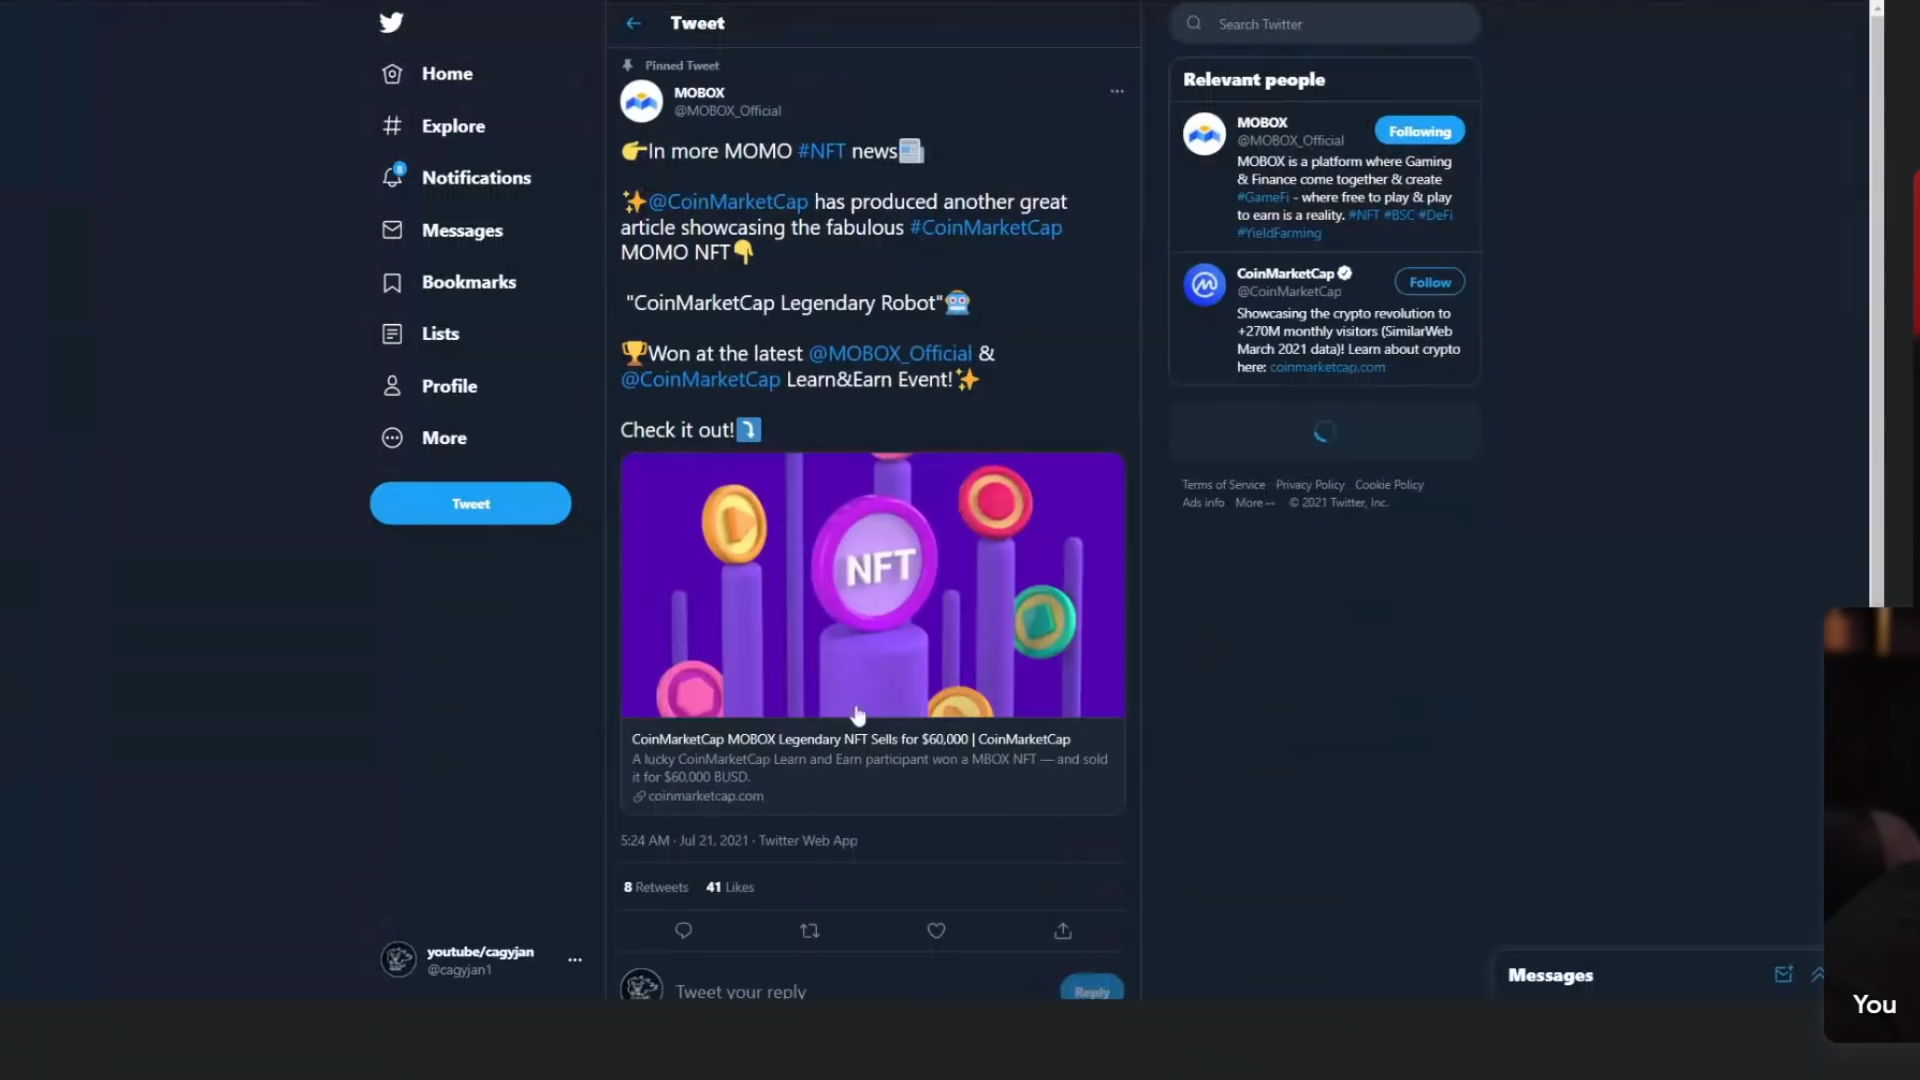 Home
Explore
8
Notifications
Messages
Bookmarks
Lists
Profile
More
Tweet
youtube/cagyjan
@cagyjan1
Tweet
Pinned Tweet
MOBOX
@MOBOX_Official
👉In more MOMO #NFT news📰
✨@CoinMarketCap has produced another great
article showcasing the fabulous #CoinMarketCap
MOMO NFT👇
"CoinMarketCap Legendary Robot"🤖
🏆Won at the latest @MOBOX_Official &
@CoinMarketCap Learn&Earn Event!✨
Check it out!⤵️
NFT
CoinMarketCap MOBOX Legendary NFT Sells for $60,000 | CoinMarketCap
A lucky CoinMarketCap Learn and Earn participant won a MBOX NFT — and sold
it for $60,000 BUSD.
coinmarketcap.com
5:24 AM · Jul 21, 2021 · Twitter Web App
8 Retweets 41 Likes
Tweet your reply
Reply
Search Twitter
Relevant people
MOBOX
@MOBOX_Official
Following
MOBOX is a platform where Gaming
& Finance come together & create
#GameFi - where free to play & play
to earn is a reality. #NFT #BSC #DeFi
#YieldFarming
CoinMarketCap
@CoinMarketCap
Follow
Showcasing the crypto revolution to
+270M monthly visitors (SimilarWeb
March 2021 data)! Learn about crypto
here: coinmarketcap.com
Terms of Service Privacy Policy Cookie Policy
Ads info More ··· © 2021 Twitter, Inc.
Messages
You